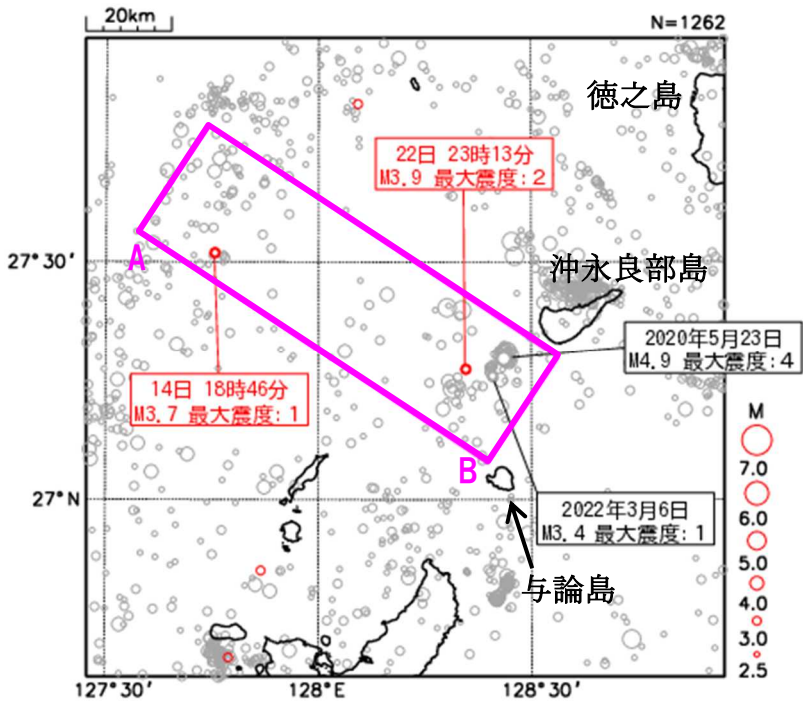 20km
N=1262
徳之島
22日 23時13分
M3.9 最大震度:2
27°30'
A
沖永良部島
2020年5月23日
M4.9 最大震度:4
14日 18時46分
M3.7 最大震度:1
M
7.0
6.0
5.0
4.0
3.0
2.5
B
27°N
2022年3月6日
M3.4 最大震度:1
与論島
127°30'
128°E
128°30'